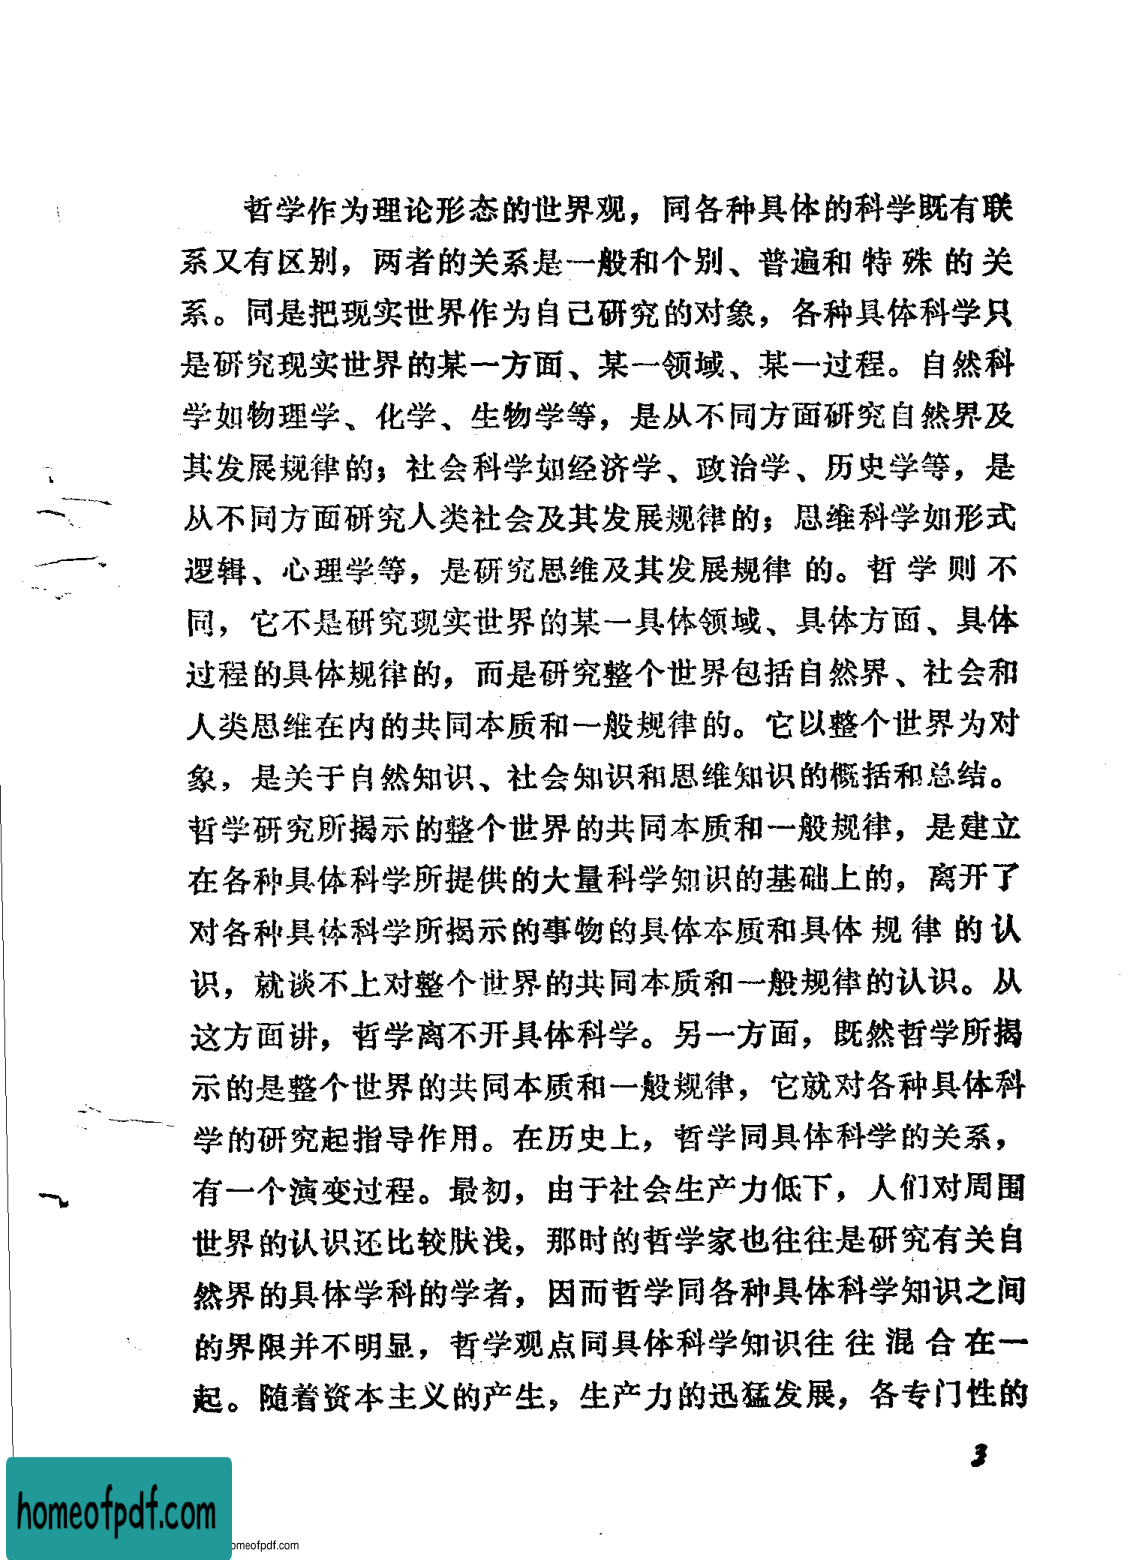 哲学作为理论形态的世界观，同各种具体的科学既有联
系又有区别，两者的关系是一般和个别、普遍和特殊的关
系。同是把现实世界作为自己研究的对象，各种具体科学只
是研究现实世界的某一方面、某一领域、某一过程。自然科
学如物理学、化学、生物学等，是从不同方面研究自然界及
其发展规律的；社会科学如经济学、政治学、历史学等，是
从不同方面研究人类社会及其发展规律的；思维科学如形式
逻辑、心理学等，是研究思维及其发展规律的。哲学则不
同，它不是研究现实世界的某一具体领域、具体方面、具体
过程的具体规律的，而是研究整个世界包括自然界、社会和
人类思维在内的共同本质和一般规律的。它以整个世界为对
象，是关于自然知识、社会知识和思维知识的概括和总结。
哲学研究所揭示的整个世界的共同本质和一般规律，是建立
在各种具体科学所提供的大量科学知识的基础上的，离开了
对各种具体科学所揭示的事物的具体本质和具体规律的认
识，就谈不上对整个世界的共同本质和一般规律的认识。从
这方面讲，哲学离不开具体科学。另一方面，既然哲学所揭
示的是整个世界的共同本质和一般规律，它就对各种具体科
学的研究起指导作用。在历史上，哲学同具体科学的关系，
有一个演变过程。最初，由于社会生产力低下，人们对周围
世界的认识还比较肤浅，那时的哲学家也往往是研究有关自
然界的具体学科的学者，因而哲学同各种具体科学知识之间
的界限并不明显，哲学观点同具体科学知识往往混合在一
起。随着资本主义的产生，生产力的迅猛发展，各专门性的
3
homeofpdf.com
omeofpdf.com